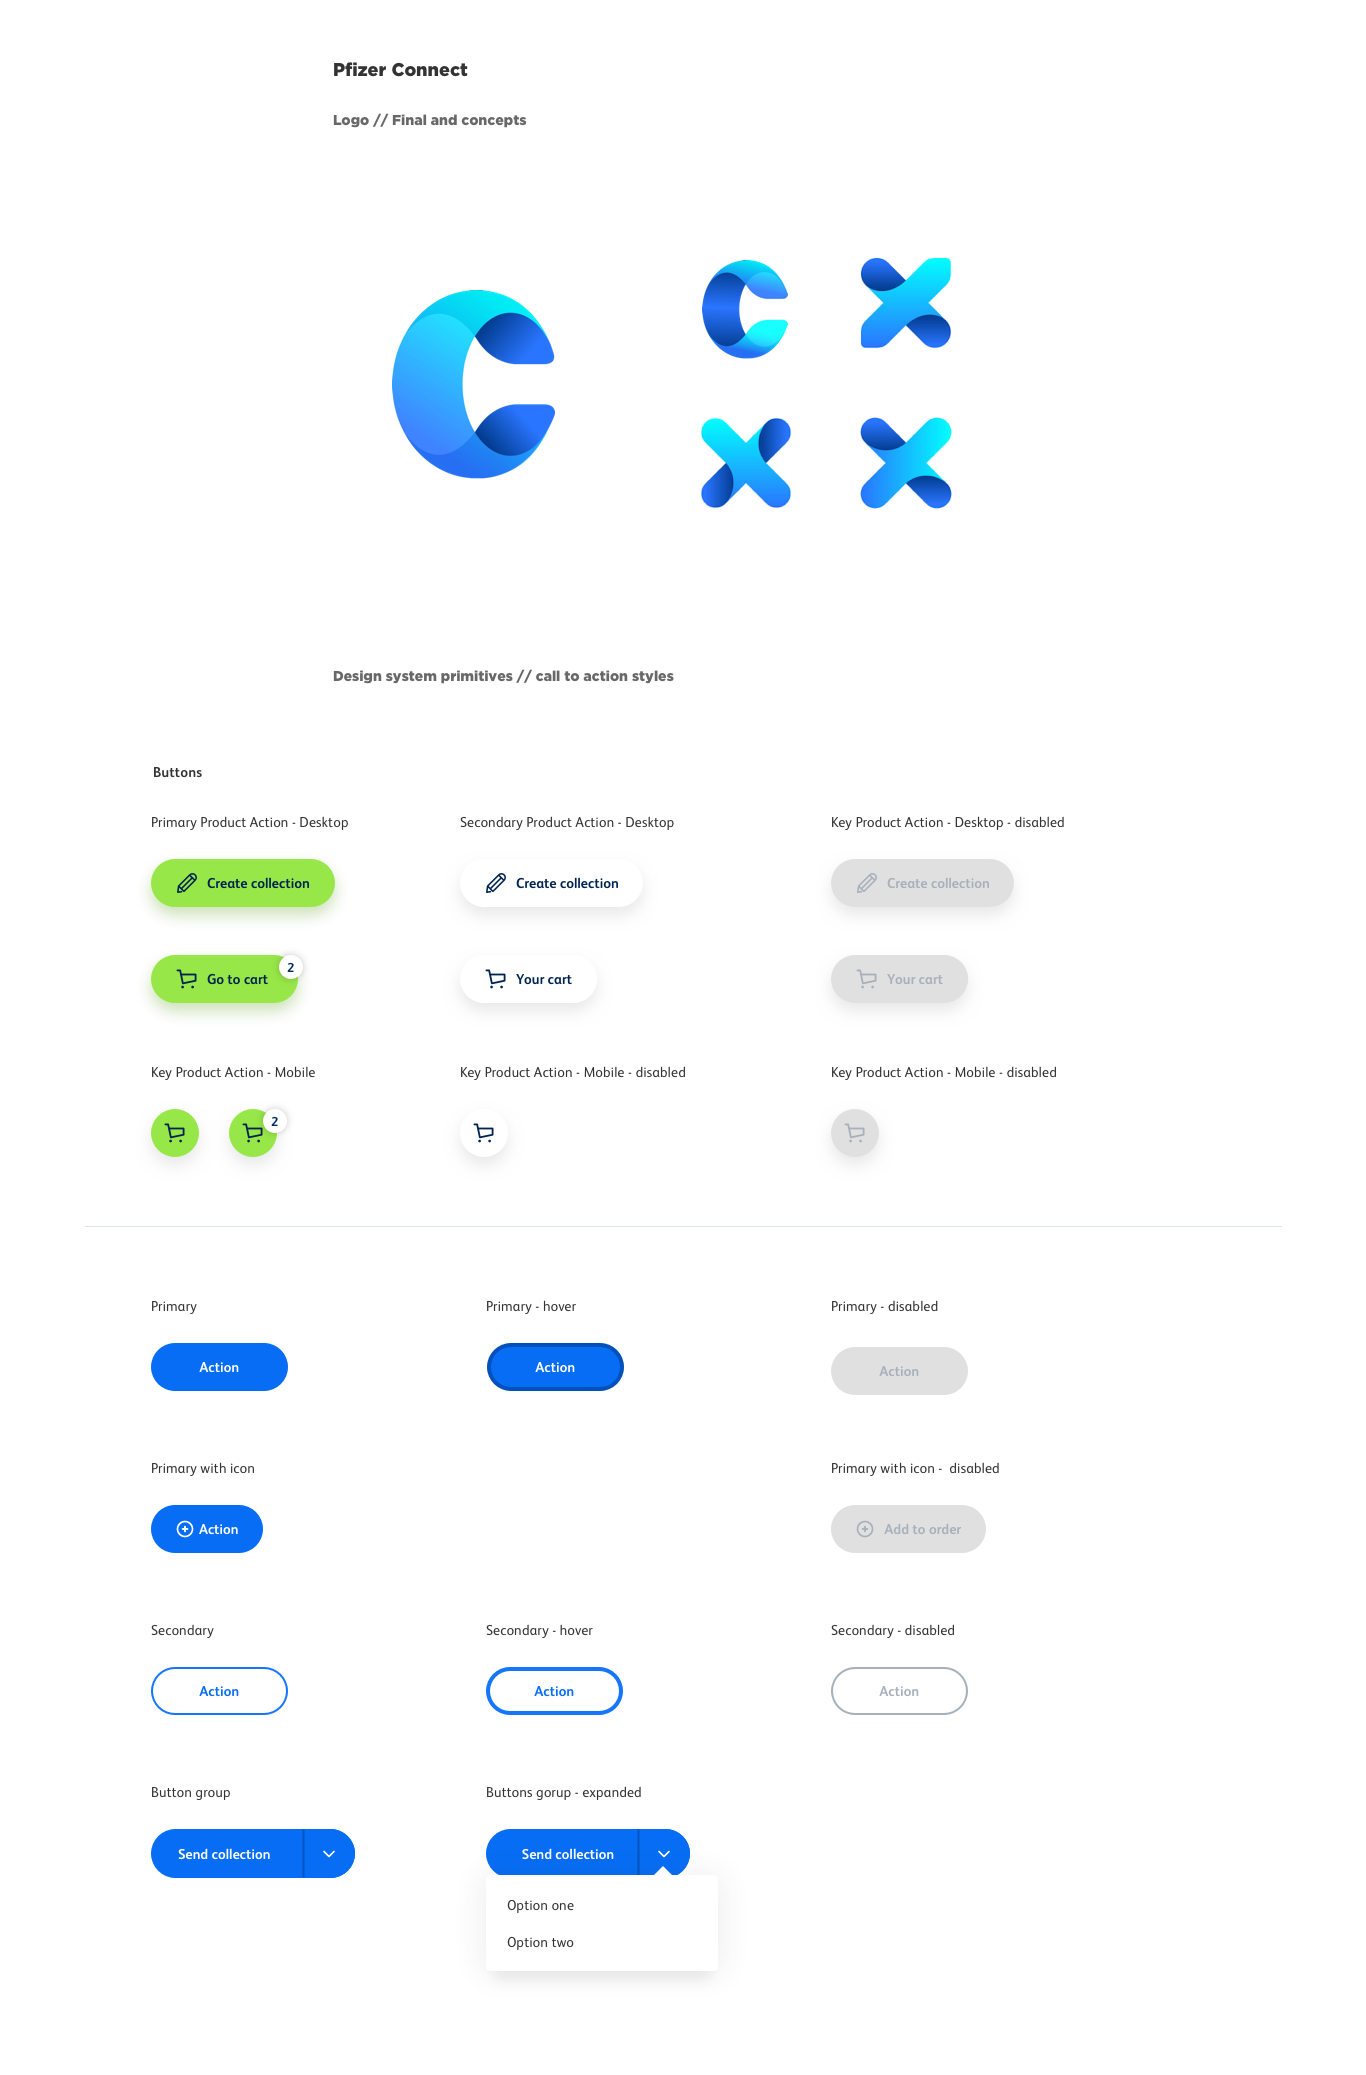 Pfizer Connect
Logo // Final and concepts
Design system primitives // call to action styles
Buttons
Primary Product Action - Desktop
Secondary Product Action - Desktop
Key Product Action - Desktop - disabled
Create collection
Create collection
Create collection
Go to cart
2
Your cart
Your cart
Key Product Action - Mobile
Key Product Action - Mobile - disabled
Key Product Action - Mobile - disabled
2
Primary
Primary - hover
Primary - disabled
Action
Action
Action
Primary with icon
Primary with icon -  disabled
Action
Add to order
Secondary
Secondary - hover
Secondary - disabled
Action
Action
Action
Button group
Buttons gorup - expanded
Send collection
Send collection
Option one
Option two